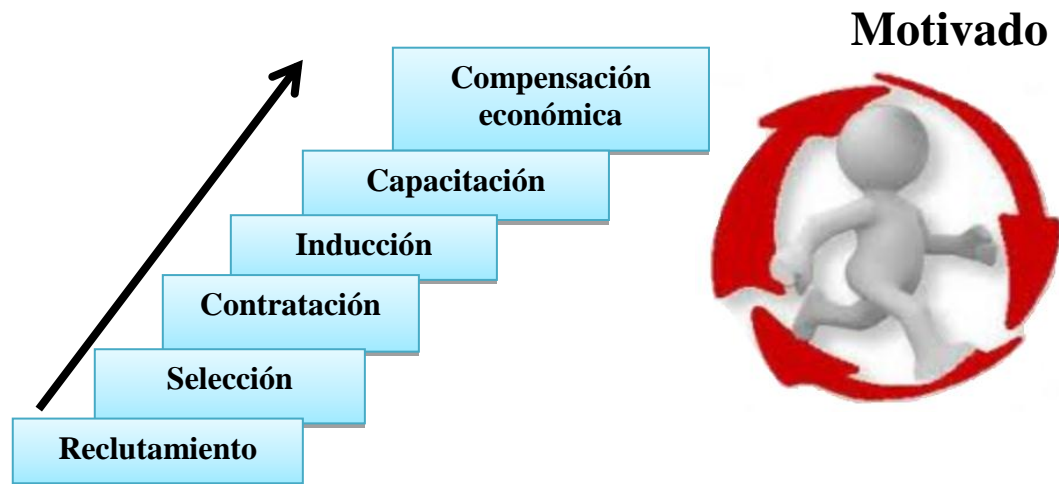 Motivado
Compensación
económica
Capacitación
Inducción
Contratación
Selección
Reclutamiento